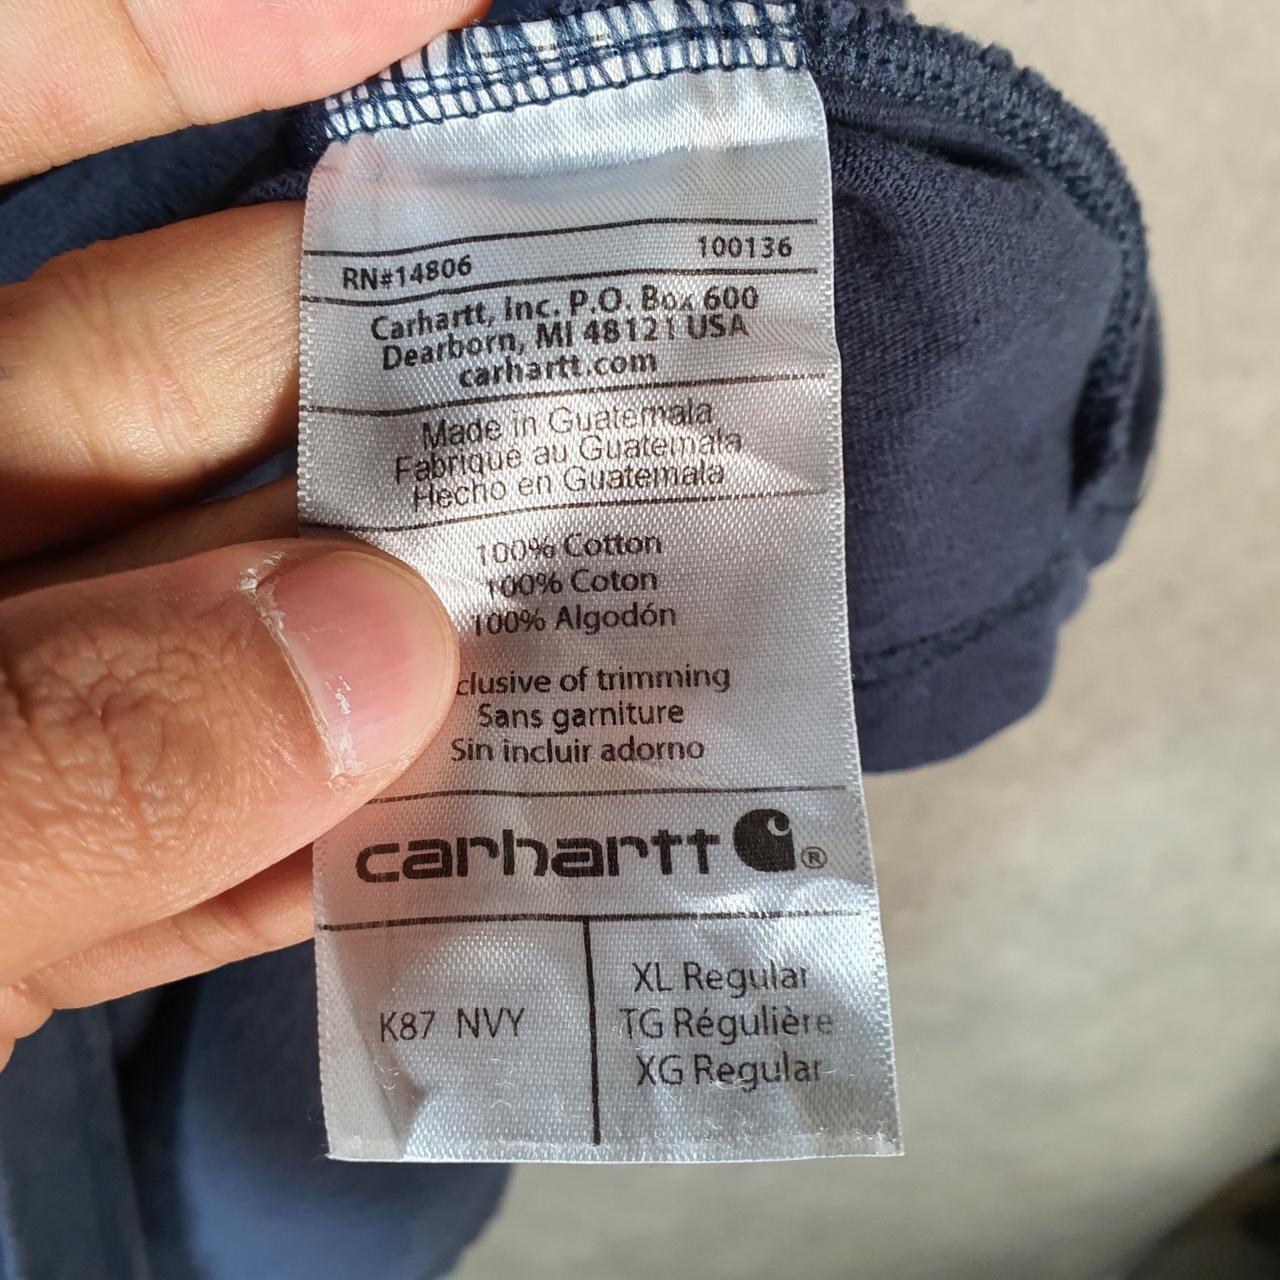 RN#14806 100136
Carhartt, Inc. P.O. Box 600
Dearborn, MI 48121 USA
carhartt.com
Made in Guatemala
Fabrique au Guatemala
Hecho en Guatemala
100% Cotton
100% Coton
100% Algodón
clusive of trimming
Sans garniture
Sin incluir adorno
carhartt ®
K87 NVY
XL Regular
TG Régulière
XG Regular